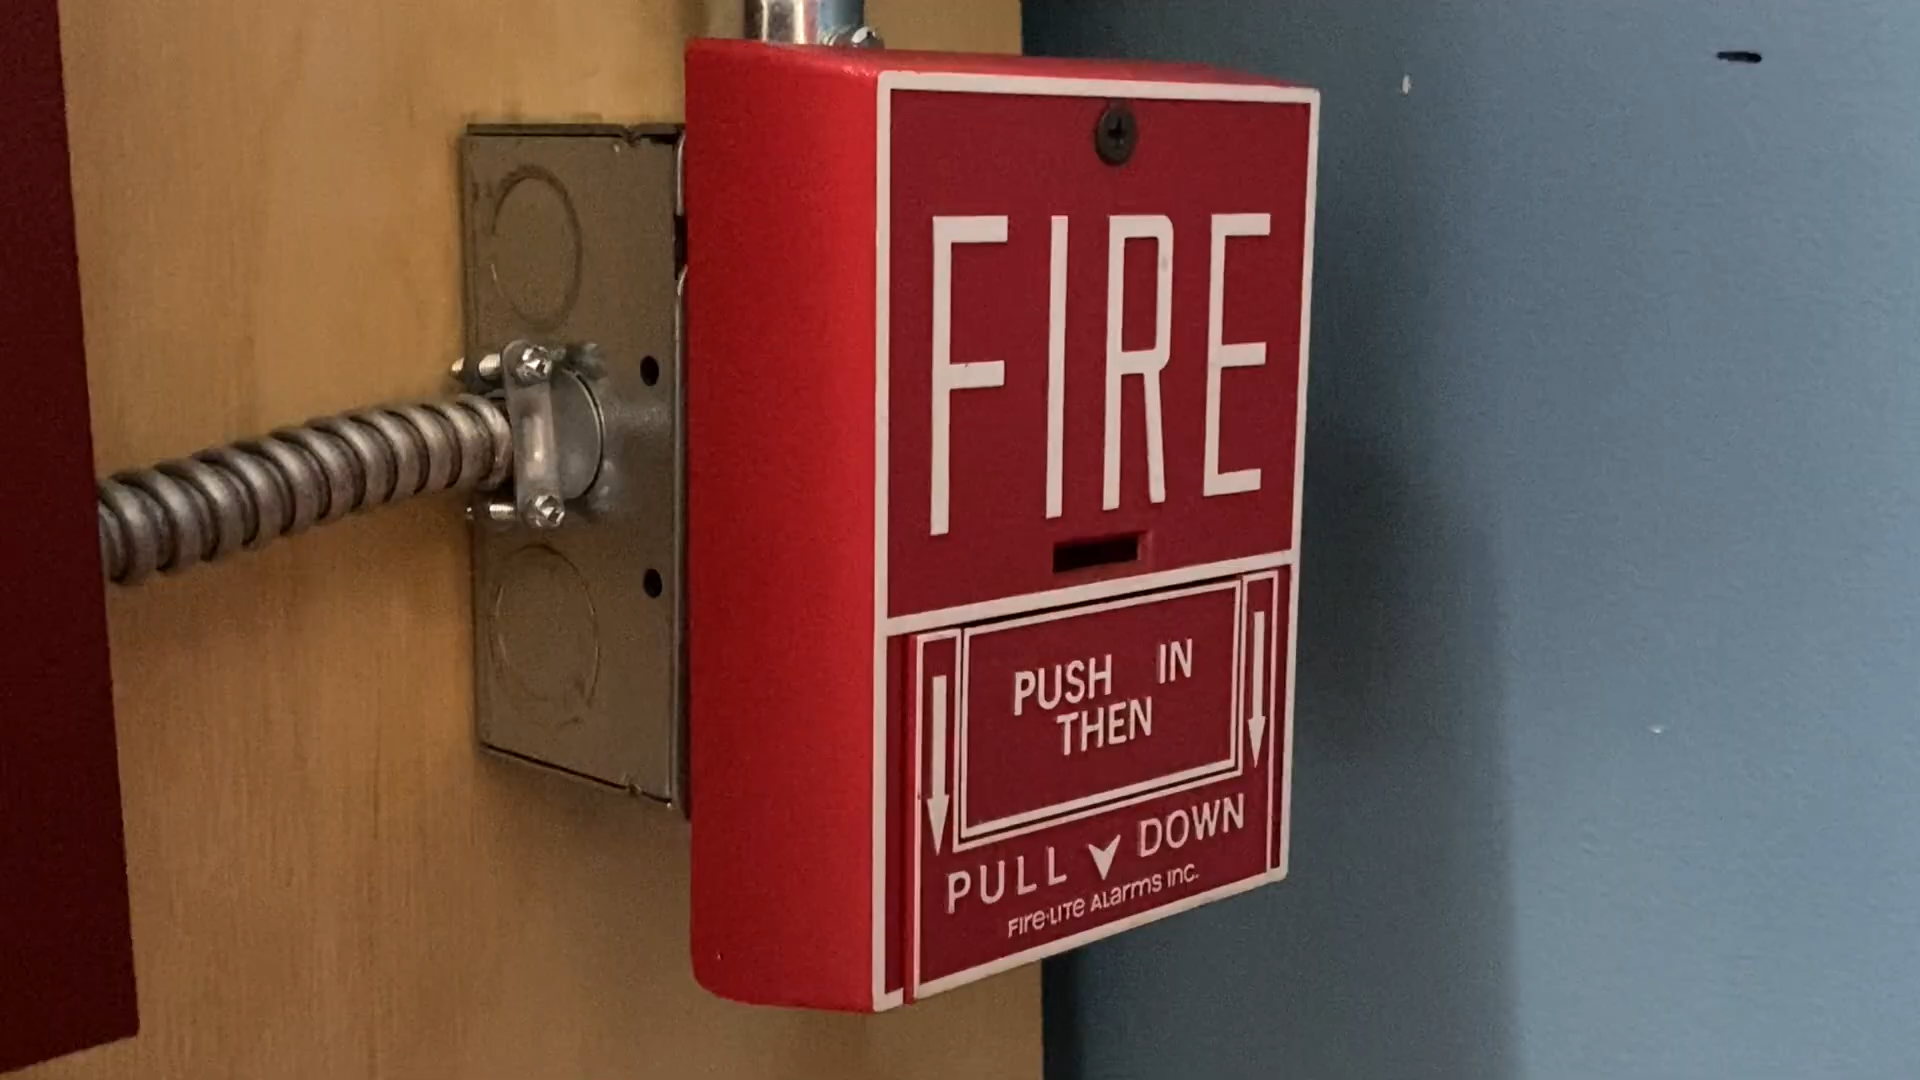 FIRE
PUSH IN
THEN
PULL DOWN
Fire•Lite Alarms Inc.